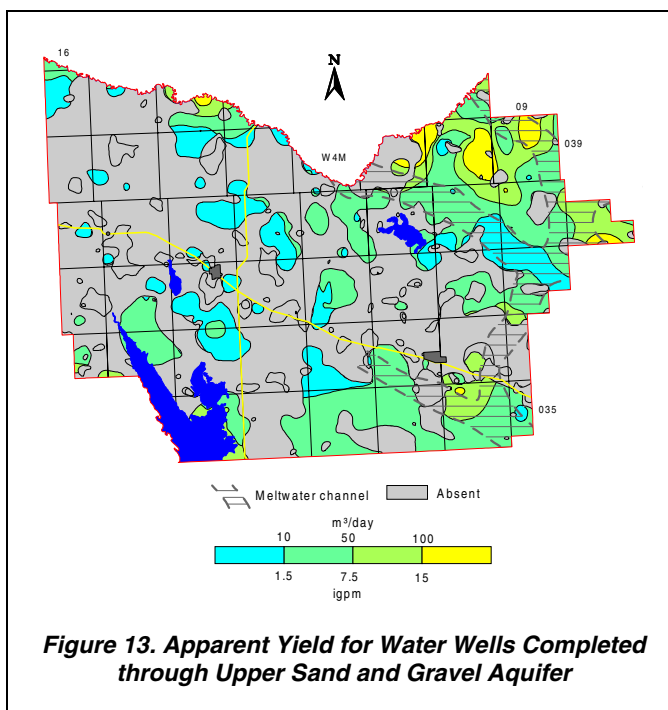 16
N
09
039
W4M
035
Meltwater channel Absent
m³/day
10 50 100
1.5 7.5 15
igpm
Figure 13. Apparent Yield for Water Wells Completed
through Upper Sand and Gravel Aquifer